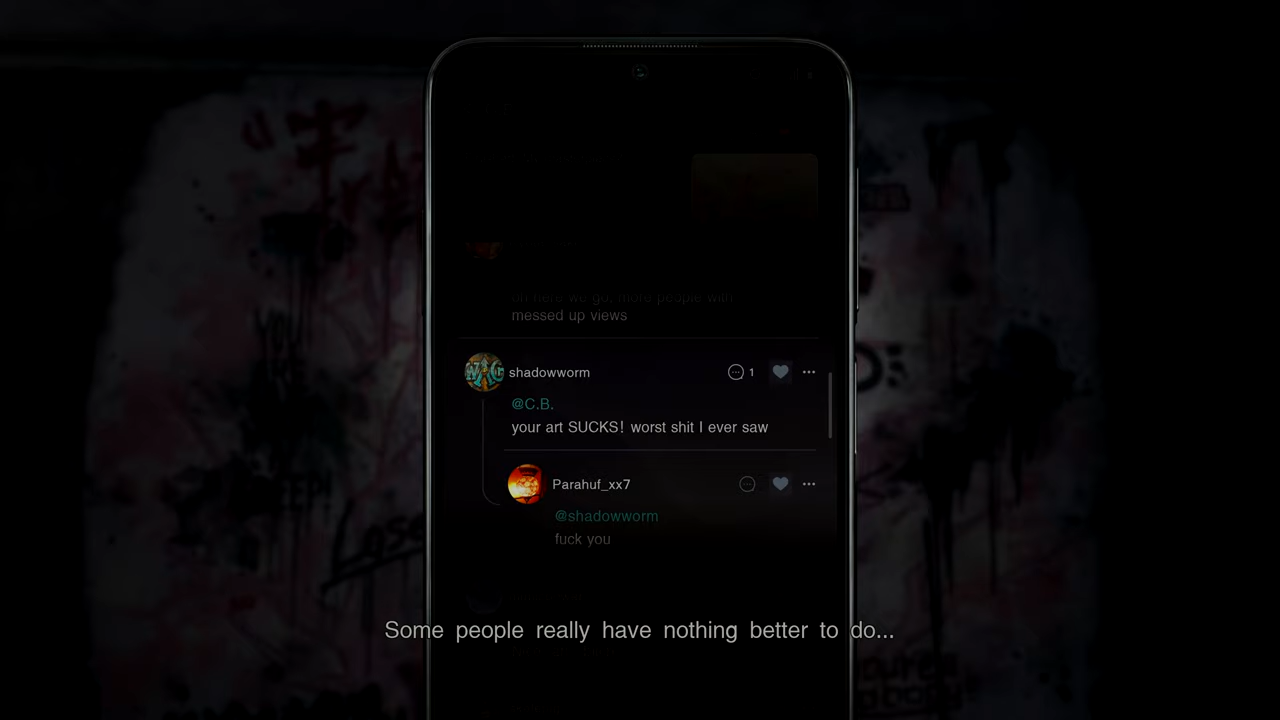 oh here we go, more people with
messed up views
shadowworm
1
@C.B.
your art SUCKS! worst shit I ever saw
Parahuf_xx7
@shadowworm
fuck you
Some people really have nothing better to do...
Loser